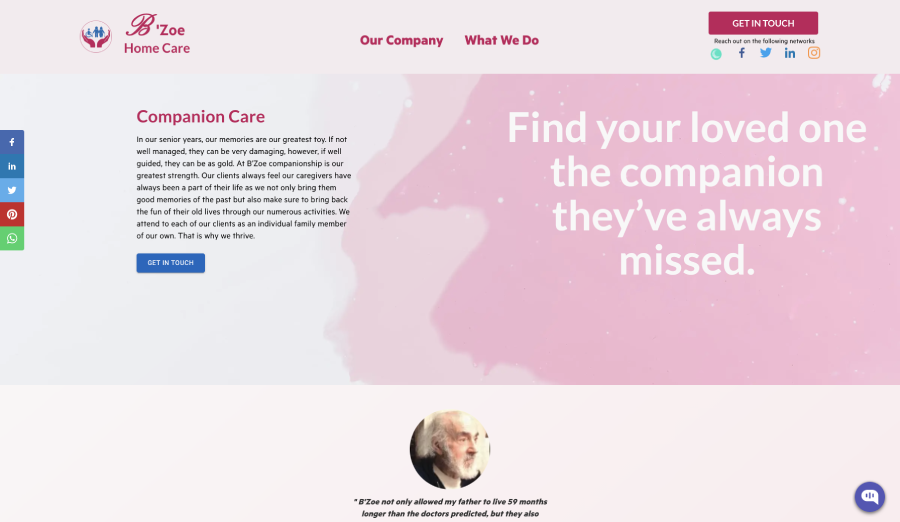 B'Zoe
Home Care
Our Company
What We Do
GET IN TOUCH
Reach out on the following networks
Companion Care
In our senior years, our memories are our greatest toy. If not
well managed, they can be very damaging, however, if well
guided, they can be as gold. At B'Zoe companionship is our
greatest strength. Our clients always feel our caregivers have
always been a part of their life as we not only bring them
good memories of the past but also make sure to bring back
the fun of their old lives through our numerous activities. We
attend to each of our clients as an individual family member
of our own. That is why we thrive.
GET IN TOUCH
Find your loved one
the companion
they've always
missed.
" B'Zoe not only allowed my father to live 59 months
longer than the doctors predicted, but they also